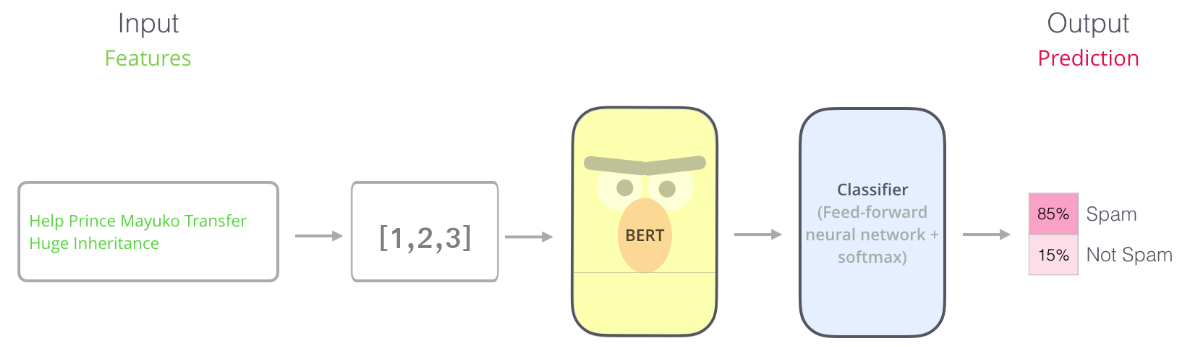 Input
Features
Output
Prediction
Help Prince Mayuko Transfer
Huge Inheritance
[1,2,3]
BERT
Classifier
(Feed-forward
neural network +
softmax)
85% Spam
15% Not Spam